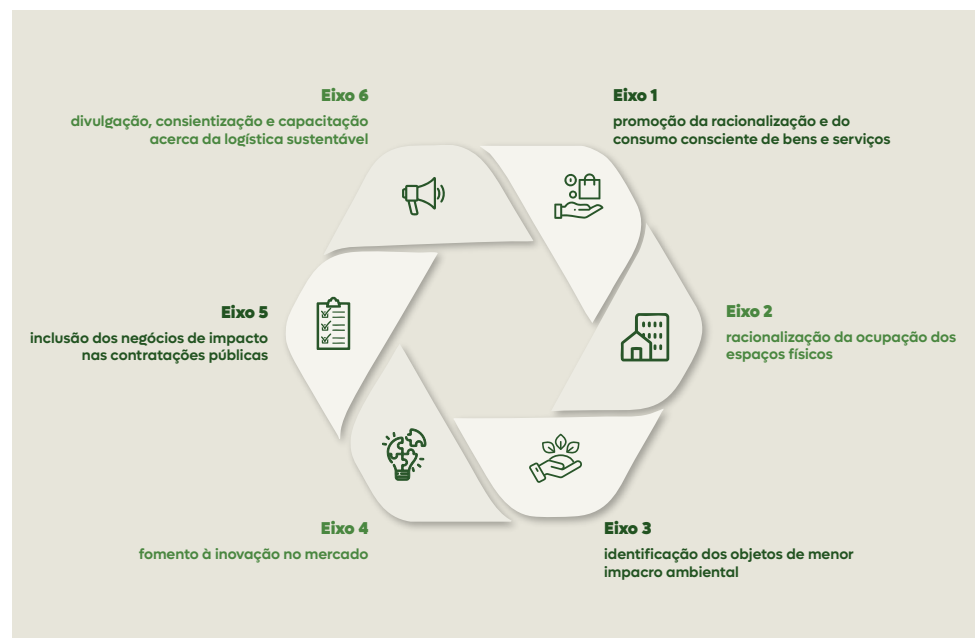 Eixo 1
promoção da racionalização e do
consumo consciente de bens e serviços
Eixo 2
racionalização da ocupação dos
espaços físicos
Eixo 3
identificação dos objetos de menor
impacro ambiental
Eixo 4
fomento à inovação no mercado
Eixo 5
inclusão dos negócios de impacto
nas contratações públicas
Eixo 6
divulgação, consientização e capacitação
acerca da logística sustentável